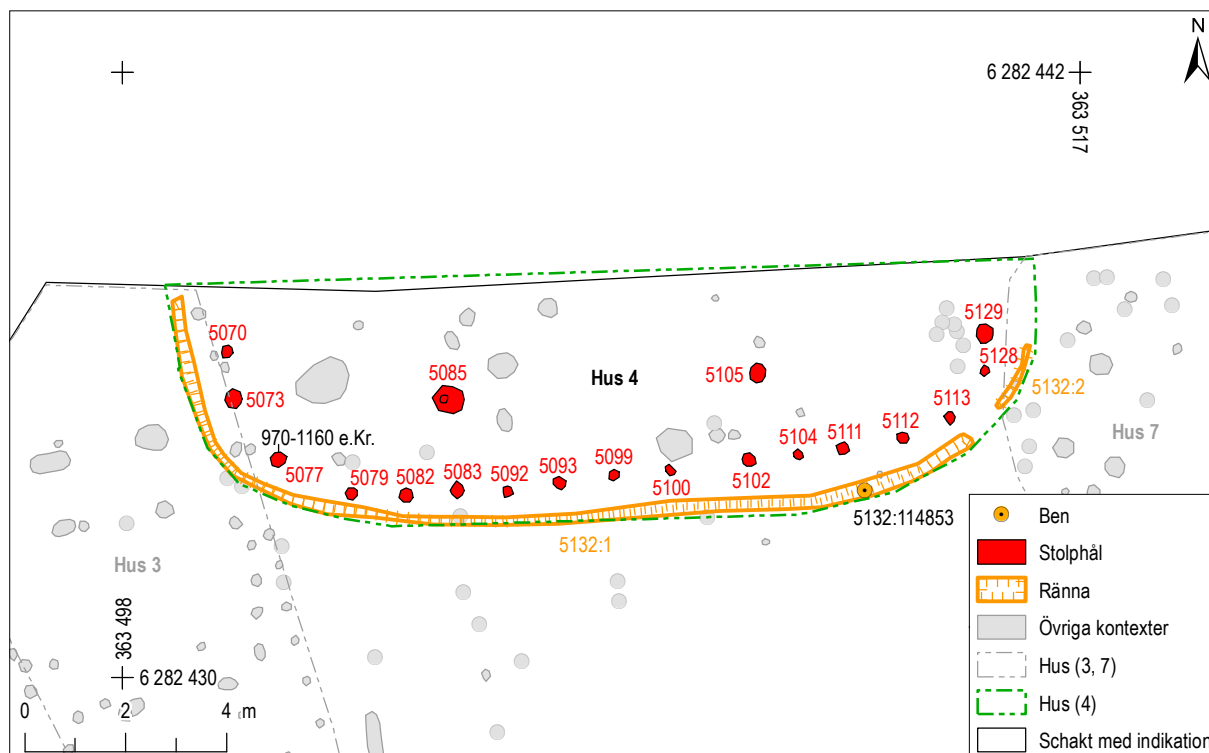 N
6 282 442
363 517
5070
5073
5085
Hus 4
5105
5129
5128
5132:2
5113
970-1160 e.Kr.
5077
5079
5082
5083
5092
5093
5099
5100
5102
5104
5111
5112
Hus 7
5132:1
5132:114853
Hus 3
363 498
6 282 430
0 2 4 m
Ben
Stolphål
Ränna
Övriga kontexter
Hus (3, 7)
Hus (4)
Schakt med indikation